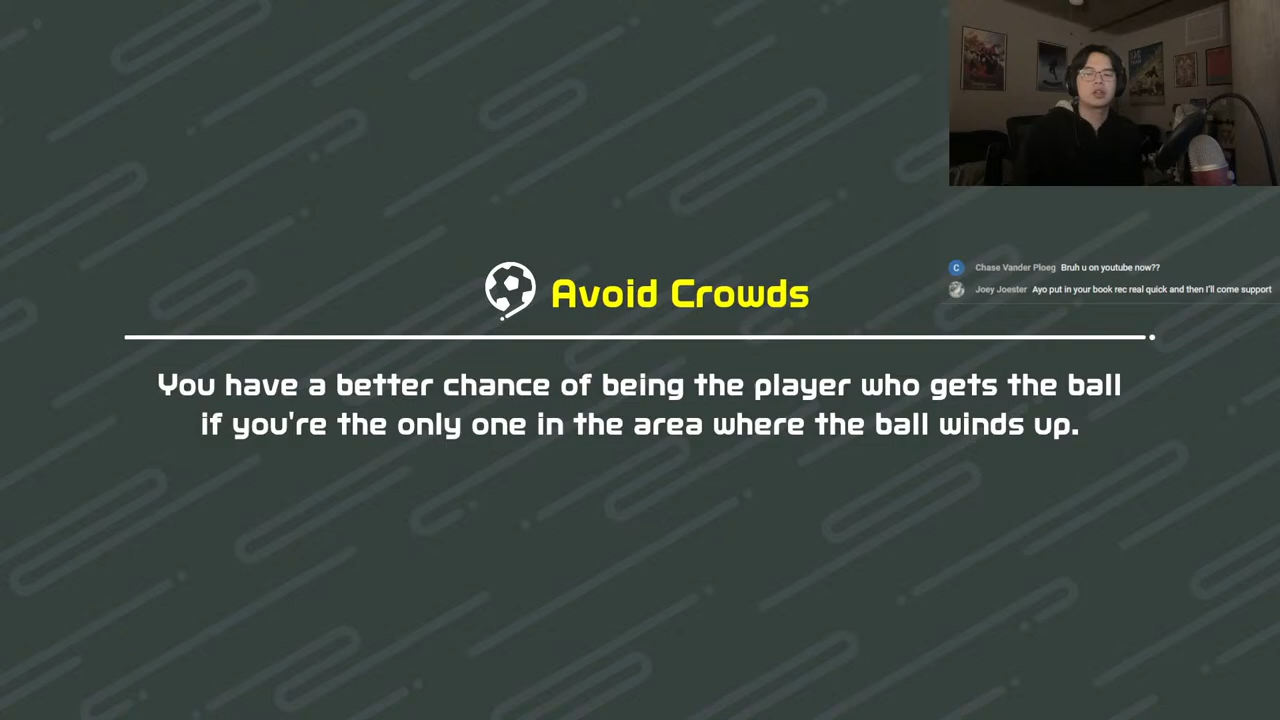 Avoid Crowds
You have a better chance of being the player who gets the ball
if you're the only one in the area where the ball winds up.
C Chase Vander Ploeg Bruh u on youtube now??
Joey Joester Ayo put in your book rec real quick and then I'll come support